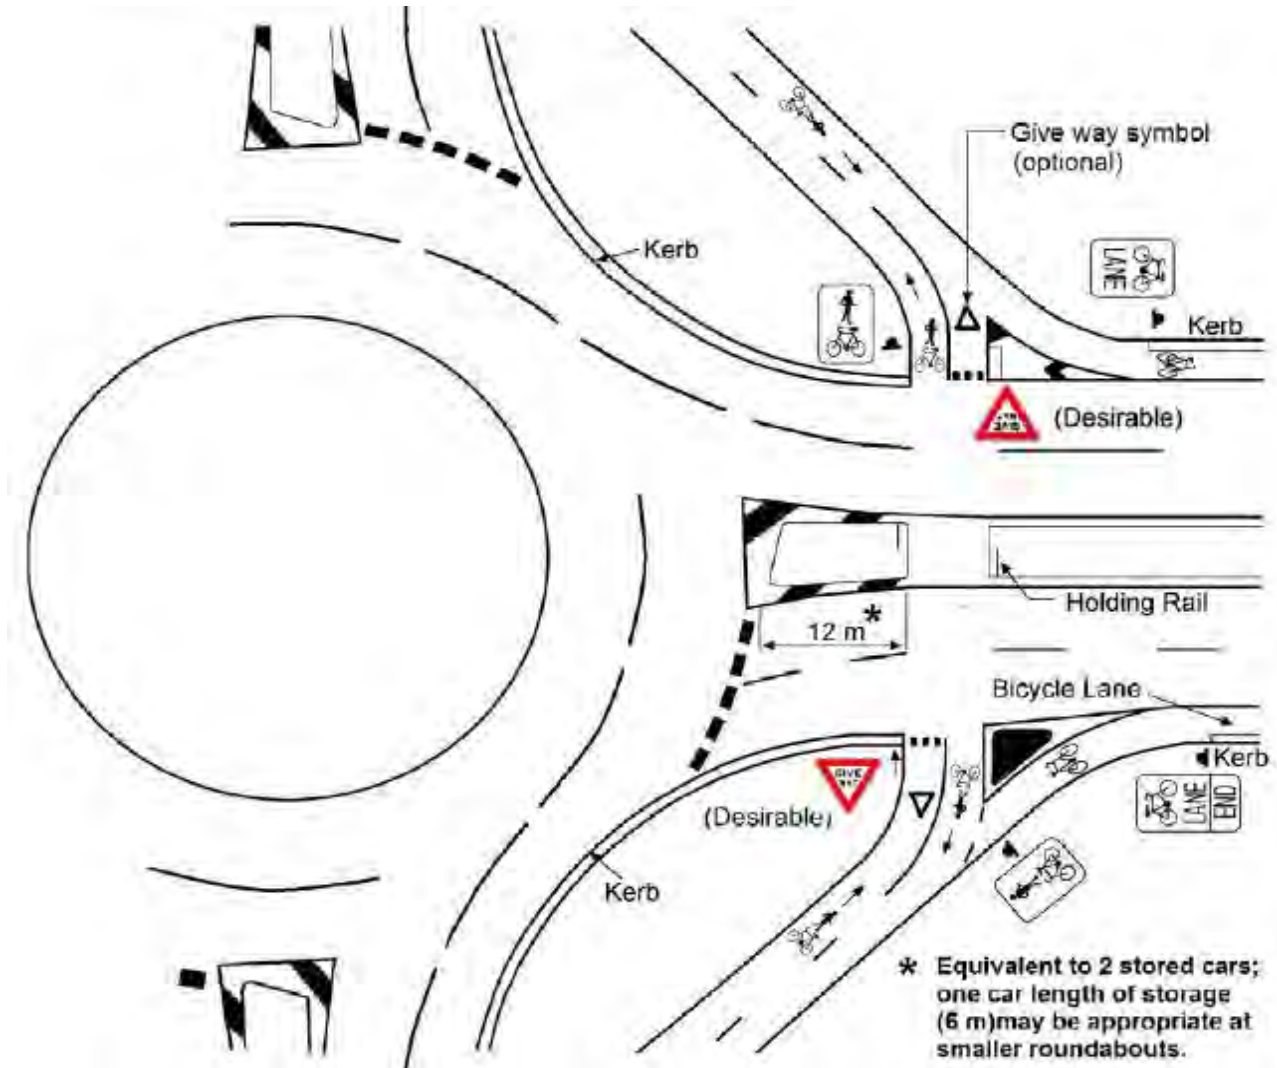 Give way symbol
(optional)
Kerb
LANE
Kerb
(Desirable)
Holding Rail
12 m*
Bicycle Lane
Kerb
GIVE
(Desirable)
LANE
END
Kerb
* Equivalent to 2 stored cars;
one car length of storage
(6 m)may be appropriate at
smaller roundabouts.